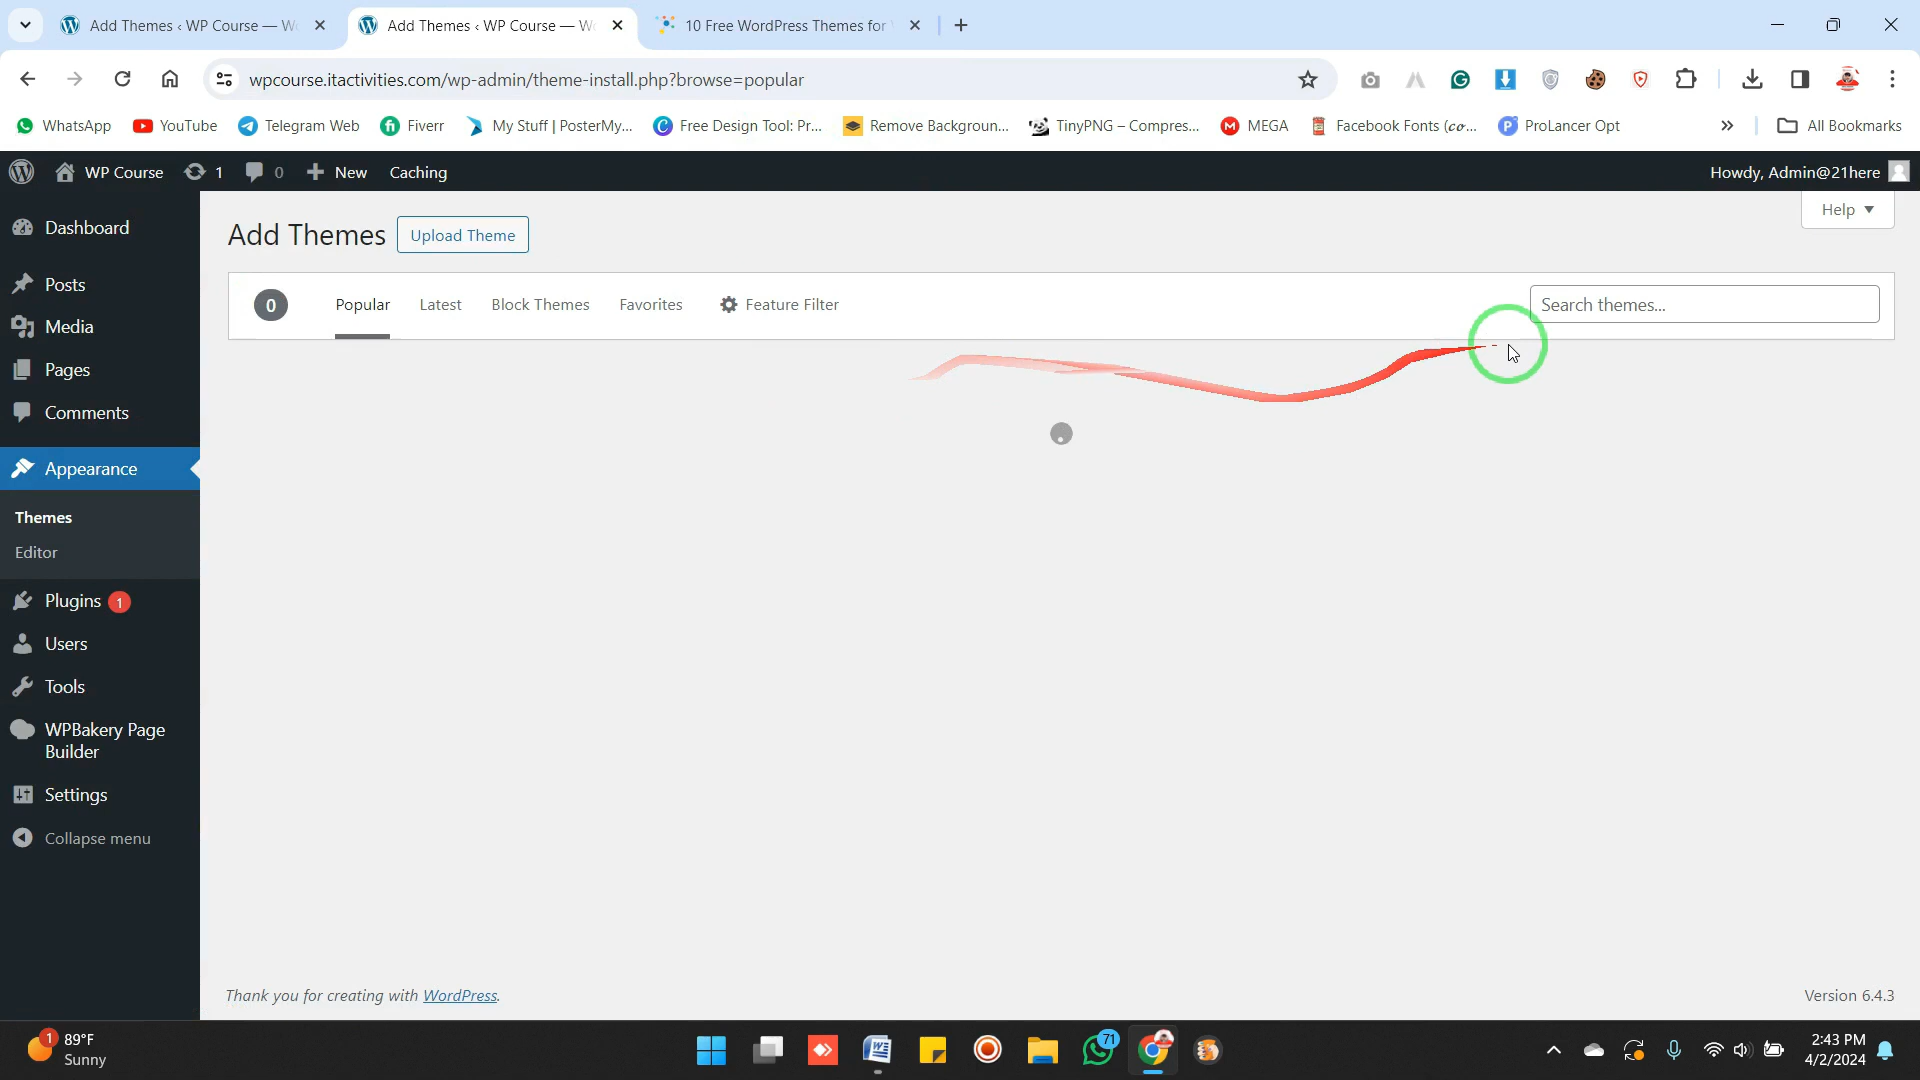 Add Themes ‹ WP Course — W
Add Themes ‹ WP Course — W
10 Free WordPress Themes for
wpcourse.itactivities.com/wp-admin/theme-install.php?browse=popular
WhatsApp
YouTube
Telegram Web
Fiverr
My Stuff | PosterMy...
Free Design Tool: Pr...
Remove Backgroun...
TinyPNG – Compres...
MEGA
Facebook Fonts (co...
ProLancer Opt
All Bookmarks
WP Course
1
0
New
Caching
Howdy, Admin@21here
Dashboard
Posts
Media
Pages
Comments
Appearance
Themes
Editor
Plugins 1
Users
Tools
WPBakery Page
Builder
Settings
Collapse menu
Help
Add Themes
Upload Theme
0
Popular
Latest
Block Themes
Favorites
Feature Filter
Search themes...
Thank you for creating with WordPress.
Version 6.4.3
1
89°F
Sunny
71
2:43 PM
4/2/2024